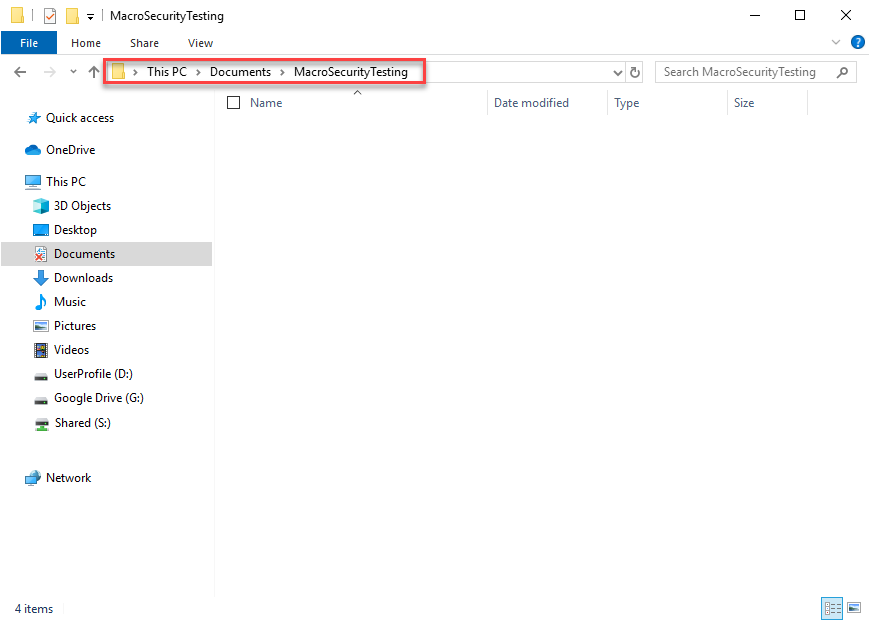 MacroSecurityTesting
File Home Share View
?
This PC > Documents > MacroSecurityTesting
Search MacroSecurityTesting
Name Date modified Type Size
Quick access
OneDrive
This PC
3D Objects
Desktop
Documents
Downloads
Music
Pictures
Videos
UserProfile (D:)
Google Drive (G:)
Shared (S:)
Network
4 items